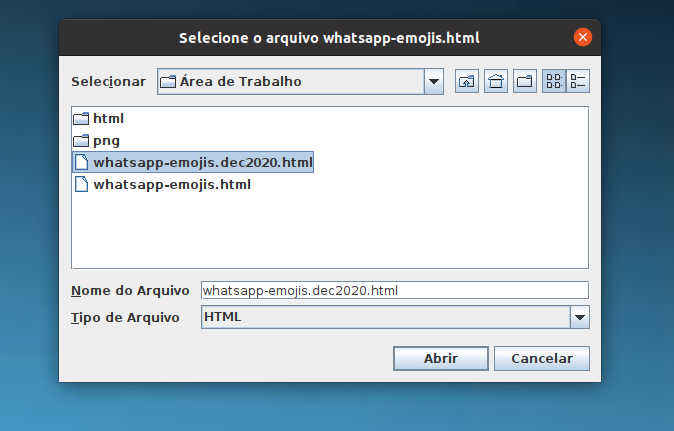 Selecione o arquivo whatsapp-emojis.html
Selecionar Área de Trabalho
html
png
whatsapp-emojis.dec2020.html
whatsapp-emojis.html
Nome do Arquivo whatsapp-emojis.dec2020.html
Tipo de Arquivo HTML
Abrir Cancelar